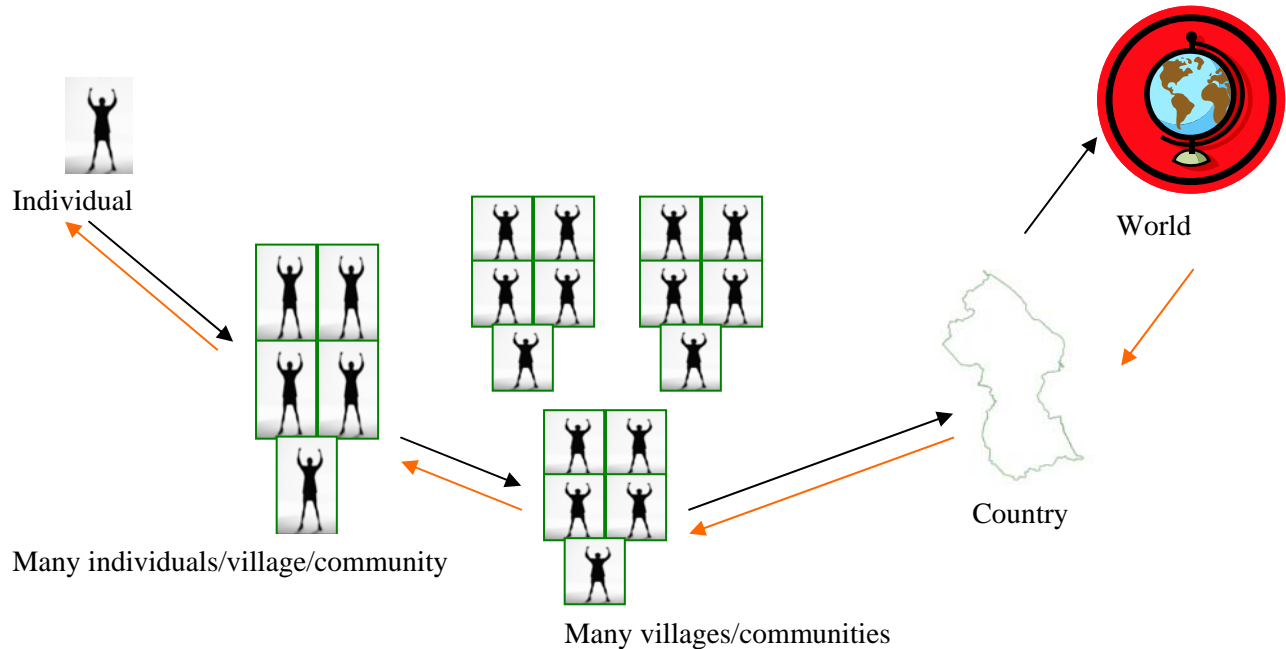 Individual
World
Country
Many individuals/village/community
Many villages/communities